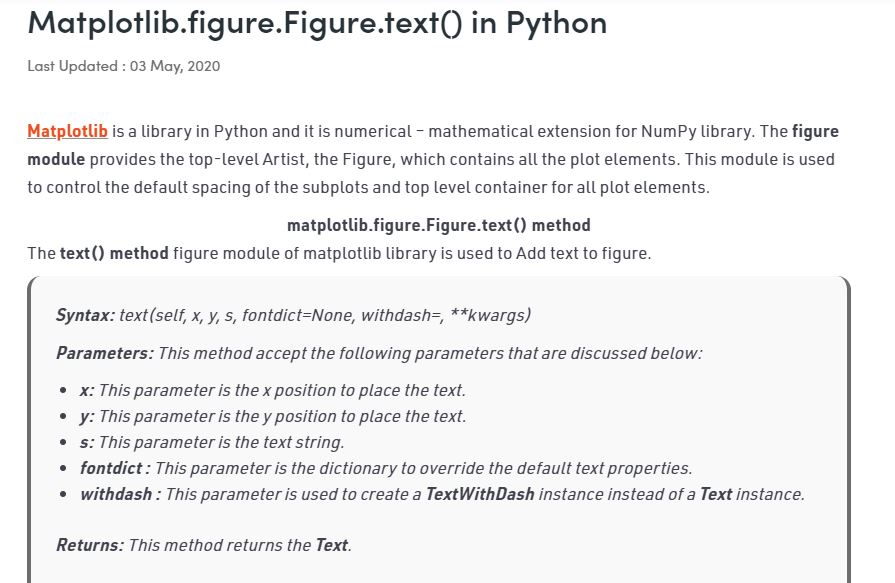 Matplotlib.figure.Figure.text() in Python
Last Updated : 03 May, 2020
Matplotlib is a library in Python and it is numerical – mathematical extension for NumPy library. The figure
module provides the top-level Artist, the Figure, which contains all the plot elements. This module is used
to control the default spacing of the subplots and top level container for all plot elements.
matplotlib.figure.Figure.text() method
The text() method figure module of matplotlib library is used to Add text to figure.
Syntax: text(self, x, y, s, fontdict=None, withdash=, **kwargs)
Parameters: This method accept the following parameters that are discussed below:
• x: This parameter is the x position to place the text.
• y: This parameter is the y position to place the text.
• s: This parameter is the text string.
• fontdict : This parameter is the dictionary to override the default text properties.
• withdash : This parameter is used to create a TextWithDash instance instead of a Text instance.
Returns: This method returns the Text.